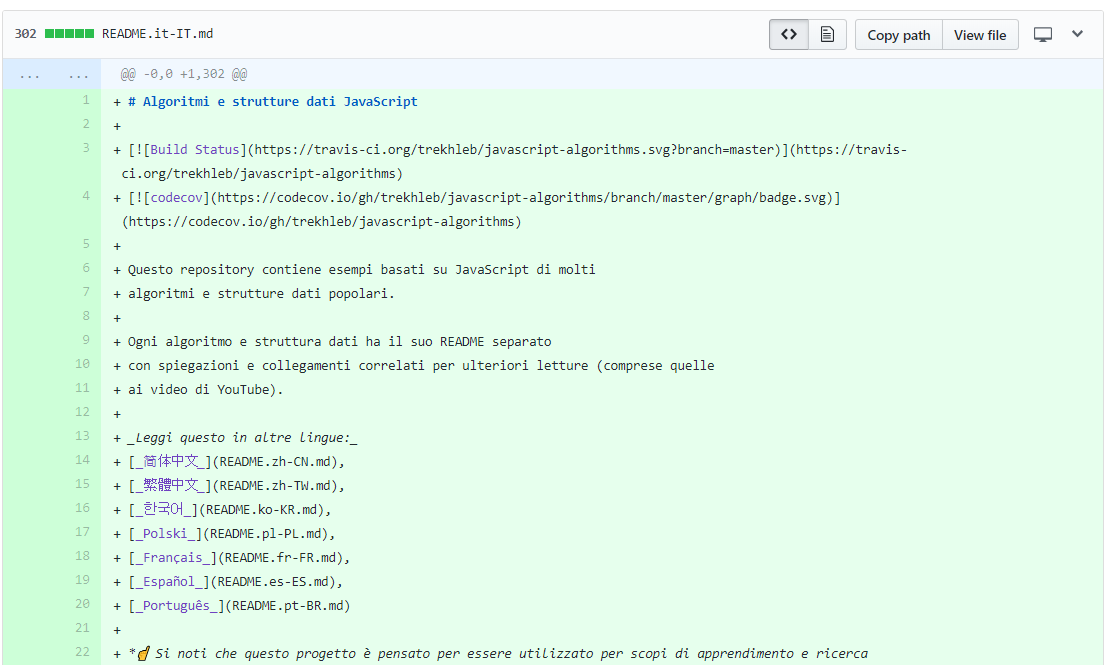 302 README.it-IT.md Copy path View file
... ... @@ -0,0 +1,302 @@
1 + # Algoritmi e strutture dati JavaScript
2 +
3 + [![Build Status](https://travis-ci.org/trekhleb/javascript-algorithms.svg?branch=master)](https://travis-
ci.org/trekhleb/javascript-algorithms)
4 + [![codecov](https://codecov.io/gh/trekhleb/javascript-algorithms/branch/master/graph/badge.svg)]
(https://codecov.io/gh/trekhleb/javascript-algorithms)
5 +
6 + Questo repository contiene esempi basati su JavaScript di molti
7 + algoritmi e strutture dati popolari.
8 +
9 + Ogni algoritmo e struttura dati ha il suo README separato
10 + con spiegazioni e collegamenti correlati per ulteriori letture (comprese quelle
11 + ai video di YouTube).
12 +
13 + _Leggi questo in altre lingue:_
14 + [_简体中文_](README.zh-CN.md),
15 + [_繁體中文_](README.zh-TW.md),
16 + [_한국어_](README.ko-KR.md),
17 + [_Polski_](README.pl-PL.md),
18 + [_Français_](README.fr-FR.md),
19 + [_Español_](README.es-ES.md),
20 + [_Português_](README.pt-BR.md)
21 +
22 + *☝ Si noti che questo progetto è pensato per essere utilizzato per scopi di apprendimento e ricerca